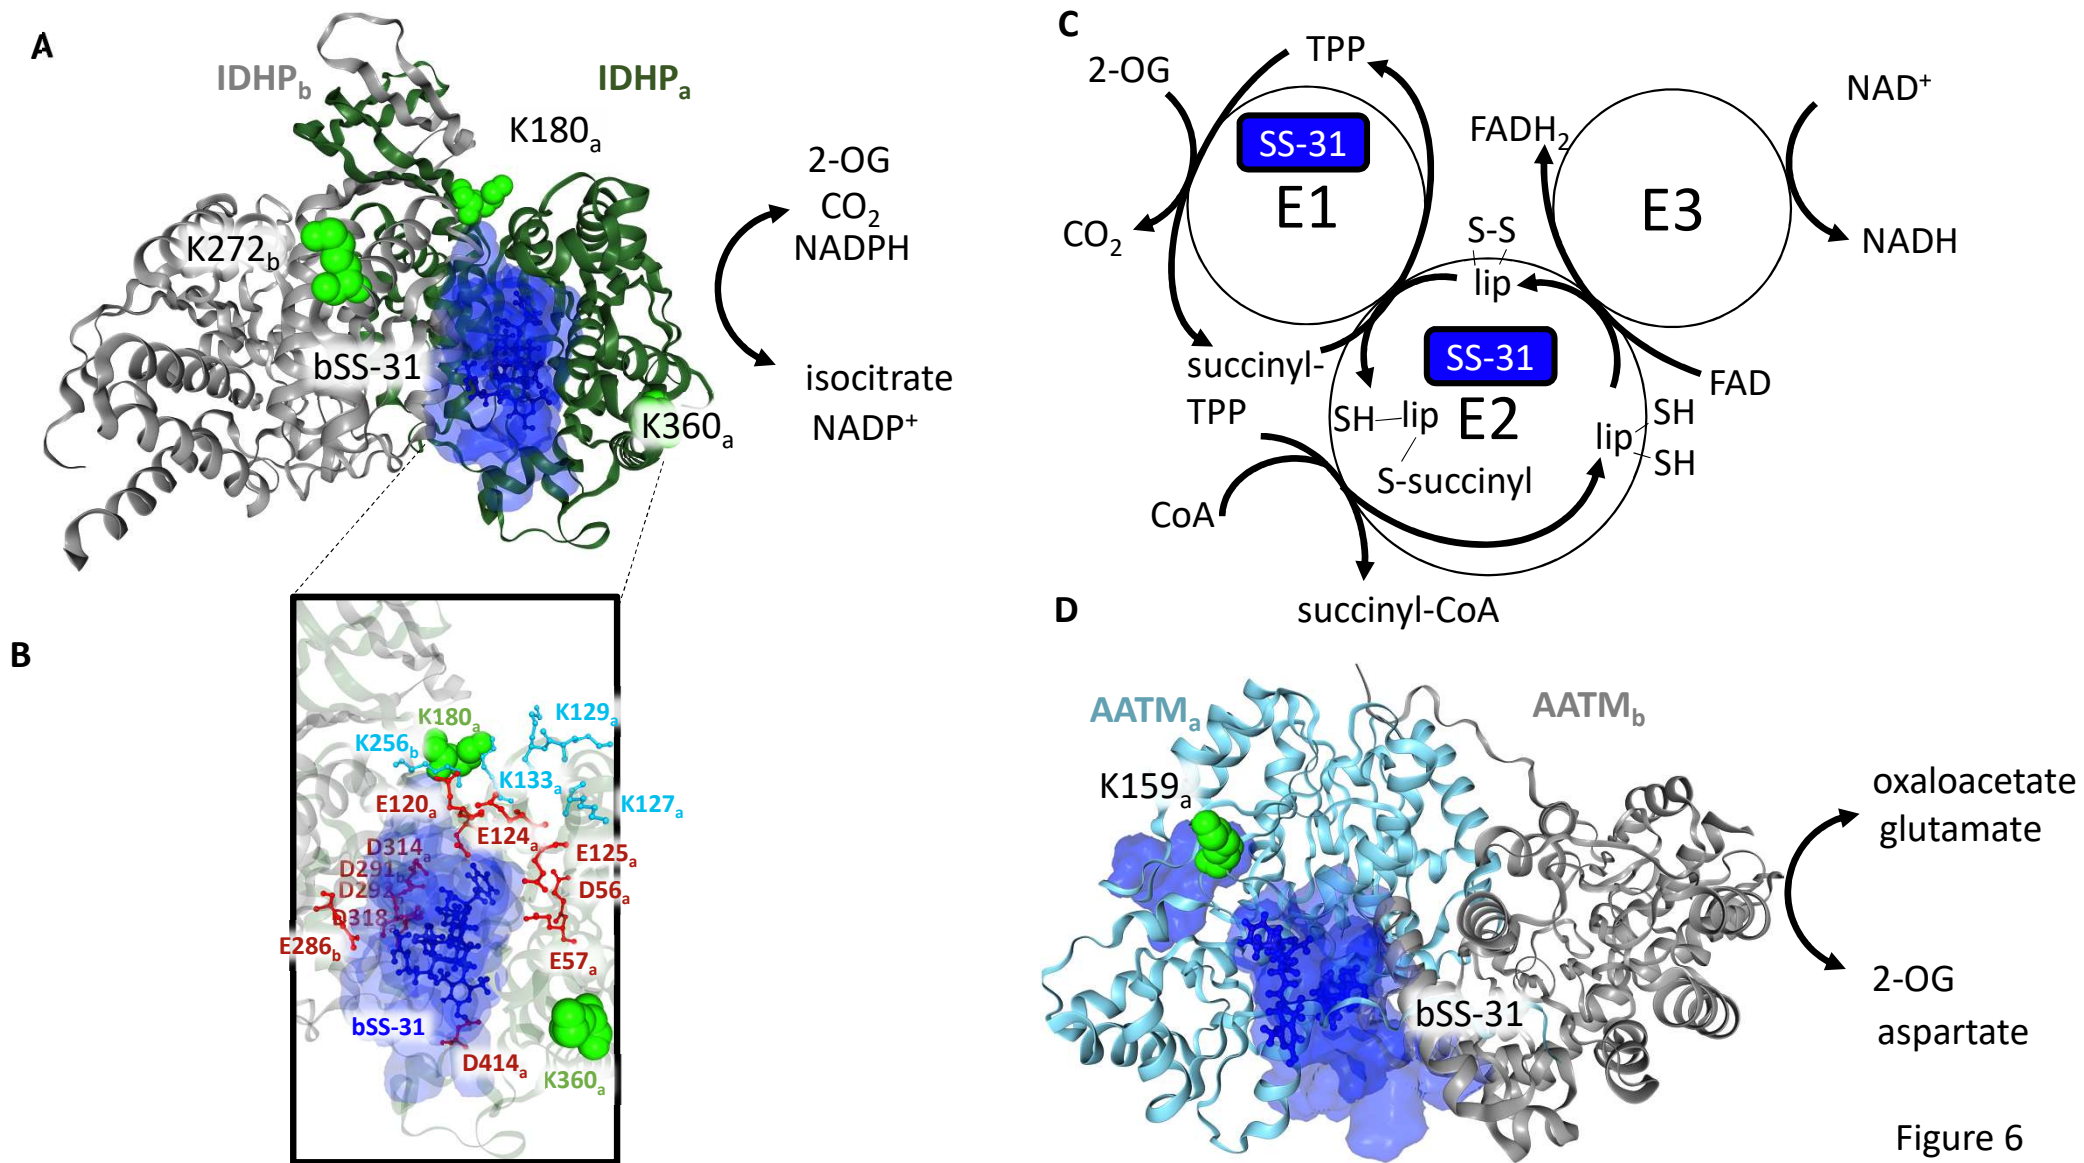 A
IDHPb
IDHPa
K180a
K272b
bSS-31
K360a
2-OG
CO2
NADPH
isocitrate
NADP+
B
K180a
K129a
K256b
K133a
K127a
E120a
E124a
D314a
E125a
D291
D292
D56a
D318
E286b
E57a
bSS-31
D414a
K360a
C
2-OG
TPP
NAD+
SS-31
FADH2
E1
E3
CO2
S-S
NADH
lip
SS-31
succinyl-
TPP
FAD
SH
lip
E2
SH
lip
SH
S-succinyl
CoA
succinyl-CoA
D
AATMa
AATMb
K159a
oxaloacetate
glutamate
bSS-31
2-OG
aspartate
Figure 6